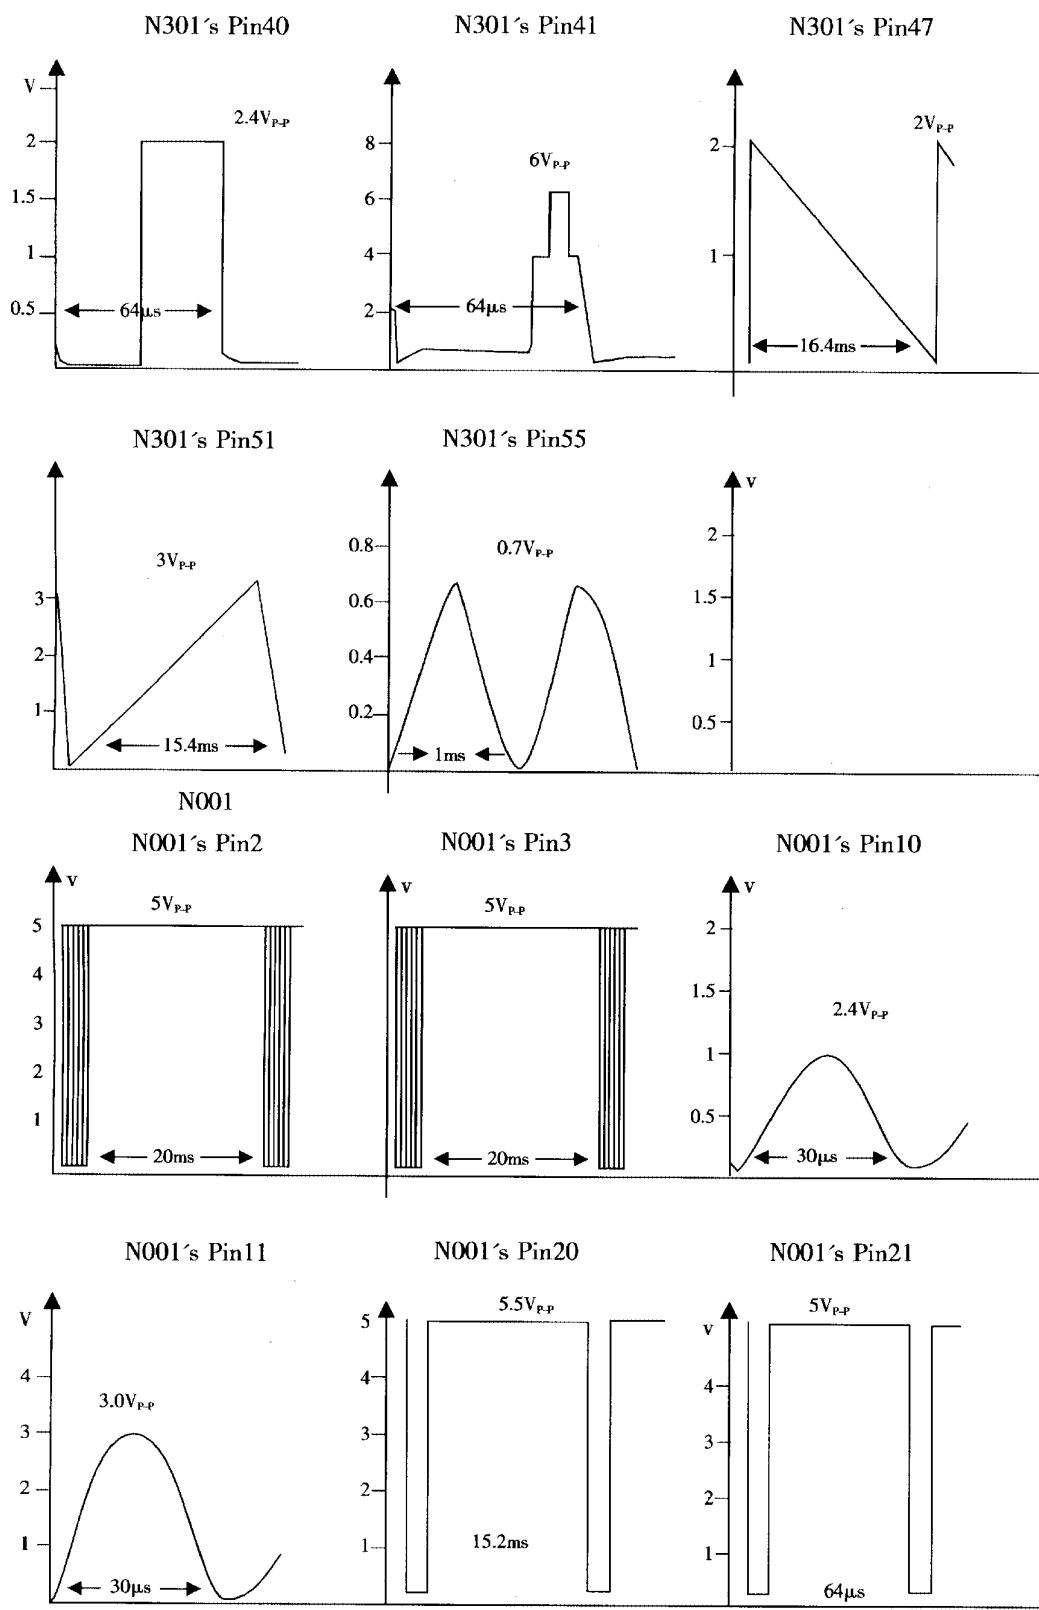 N301´s Pin40
N301´s Pin41
N301´s Pin47
V
2.4VP-P
2
1.5
1
0.5
64μs
8
6VP-P
6
4
2
64μs
2VP-P
2
1
16.4ms
N301´s Pin51
N301´s Pin55
3VP-P
3
2
1
15.4ms
0.8
0.7VP-P
0.6
0.4
0.2
1ms
v
2
1.5
1
0.5
N001
N001´s Pin2
N001´s Pin3
N001´s Pin10
v
5VP-P
5
4
3
2
1
20ms
v
5VP-P
20ms
v
2
1.5
2.4VP-P
1
0.5
30μs
N001´s Pin11
N001´s Pin20
N001´s Pin21
V
4
3.0VP-P
3
2
1
30μs
5.5VP-P
5
4
3
2
1
15.2ms
5VP-P
v
4
3
2
1
64μs